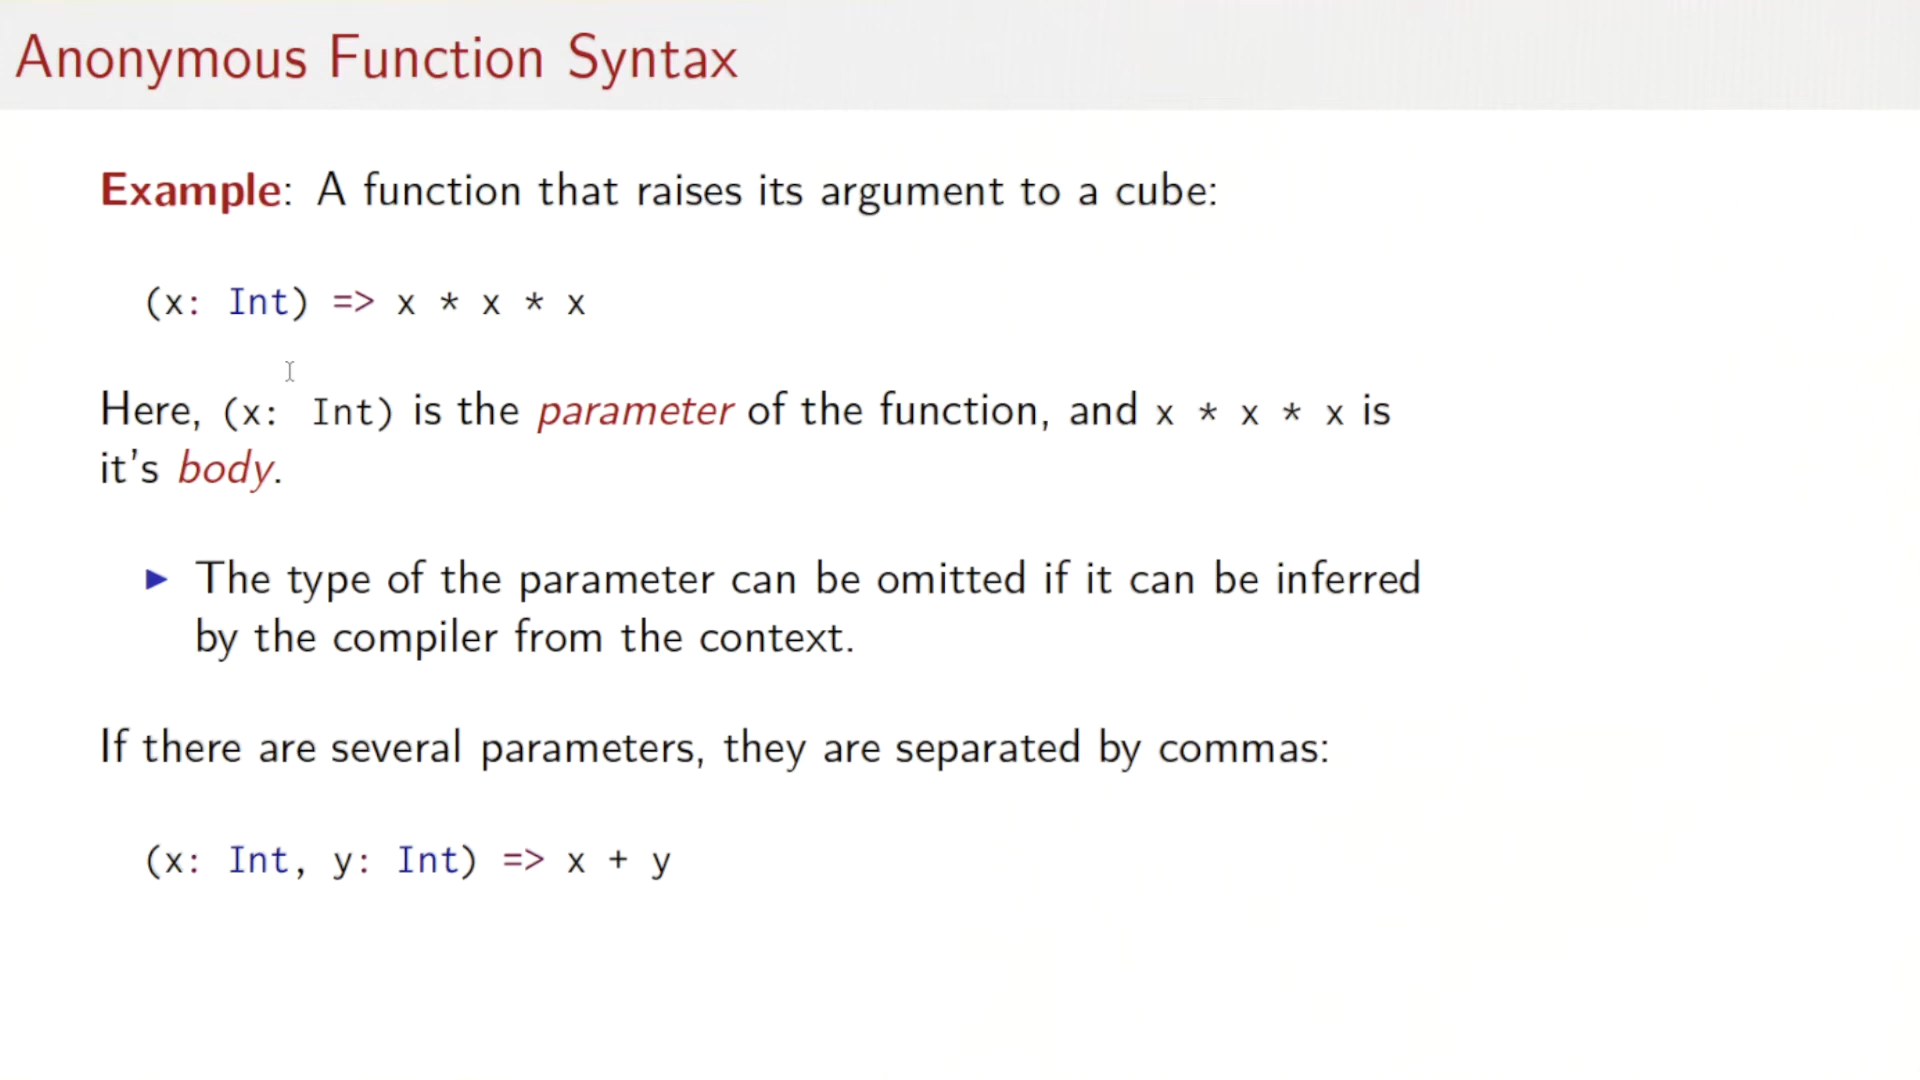 Anonymous Function Syntax
Example: A function that raises its argument to a cube:
(x: Int) => x * x * x
Here, (x: Int) is the parameter of the function, and x * x * x is
it's body.
▶ The type of the parameter can be omitted if it can be inferred
by the compiler from the context.
If there are several parameters, they are separated by commas:
(x: Int, y: Int) => x + y